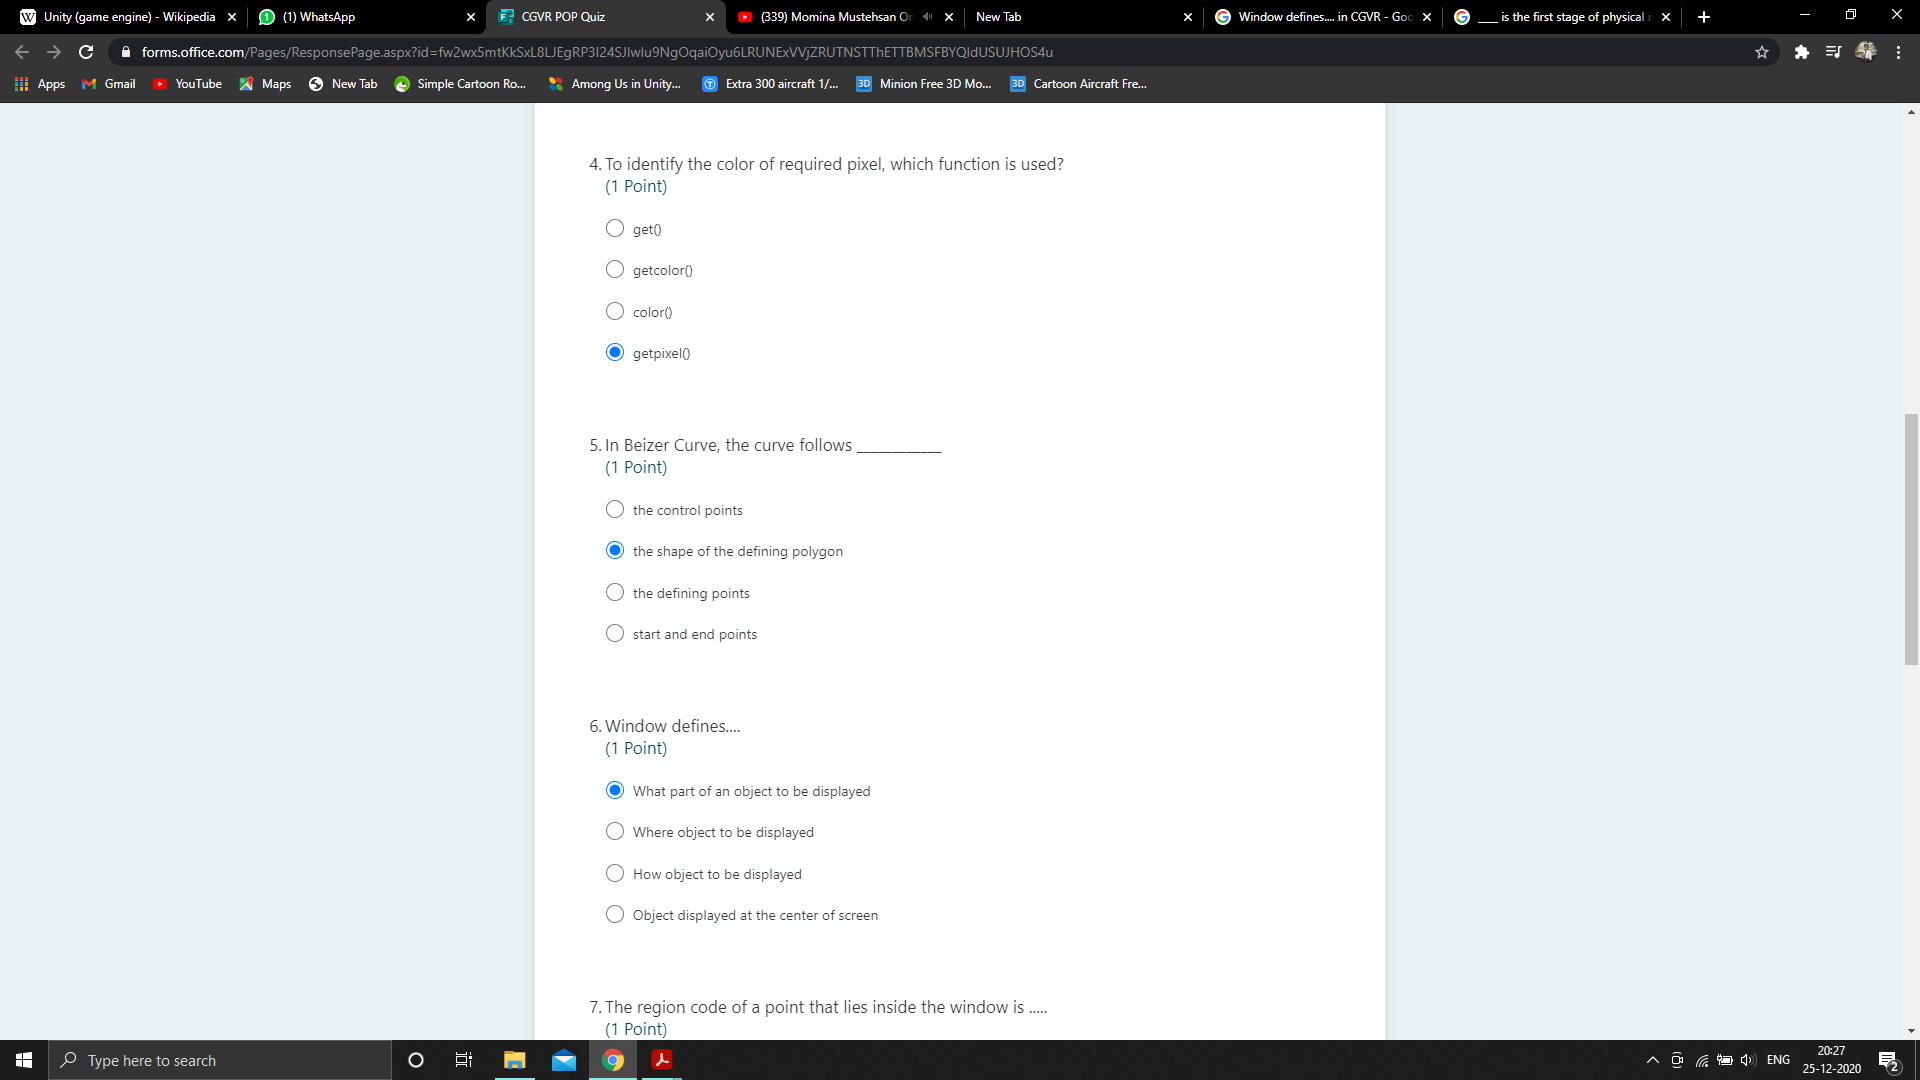 Unity (game engine) - Wikipedia
(1) WhatsApp
CGVR POP Quiz
(339) Momina Mustehsan On
New Tab
Window defines.... in CGVR - Goo
____ is the first stage of physical
forms.office.com/Pages/ResponsePage.aspx?id=fw2wx5mtKkSxL8LJEgRP3I24SJIwlu9NgOqaiOyu6LRUNExVVjZRUTNSTThETTBMSFBYQldUSUJHOS4u
Apps
Gmail
YouTube
Maps
New Tab
Simple Cartoon Ro...
Among Us in Unity...
Extra 300 aircraft 1/...
3D Minion Free 3D Mo...
3D Cartoon Aircraft Fre...
4. To identify the color of required pixel, which function is used?
(1 Point)
get()
getcolor()
color()
getpixel()
5. In Beizer Curve, the curve follows ____________
(1 Point)
the control points
the shape of the defining polygon
the defining points
start and end points
6. Window defines....
(1 Point)
What part of an object to be displayed
Where object to be displayed
How object to be displayed
Object displayed at the center of screen
7. The region code of a point that lies inside the window is .....
(1 Point)
Type here to search
ENG
20:27
25-12-2020
2